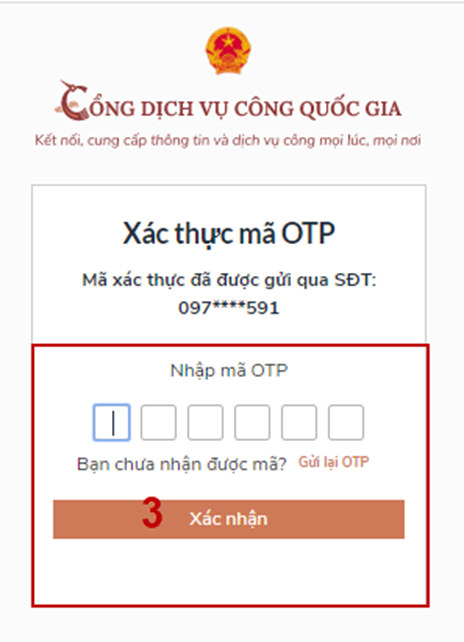 CỔNG DỊCH VỤ CÔNG QUỐC GIA
Kết nối, cung cấp thông tin và dịch vụ công mọi lúc, mọi nơi
Xác thực mã OTP
Mã xác thực đã được gửi qua SĐT:
097****591
Nhập mã OTP
Bạn chưa nhận được mã? Gửi lại OTP
3 Xác nhận